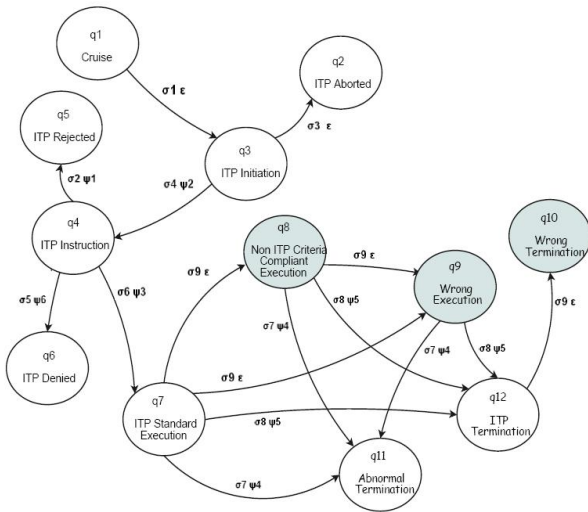 q1
Cruise
q2
ITP Aborted
σ1 ε
q5
ITP Rejected
σ3 ε
q3
ITP Initiation
σ2 ψ1
σ4 ψ2
q4
ITP Instruction
q8
Non ITP Criteria
Compliant
Execution
q10
Wrong
Termination
σ9 ε
q9
Wrong
Execution
σ9 ε
σ6 ψ3
σ5 ψ6
σ8 ψ5
σ9 ε
σ7 ψ4
σ7 ψ4
σ8 ψ5
q6
ITP Denied
σ9 ε
q7
ITP Standard
Execution
σ8 ψ5
q12
ITP
Termination
q11
Abnormal
Termination
σ7 ψ4